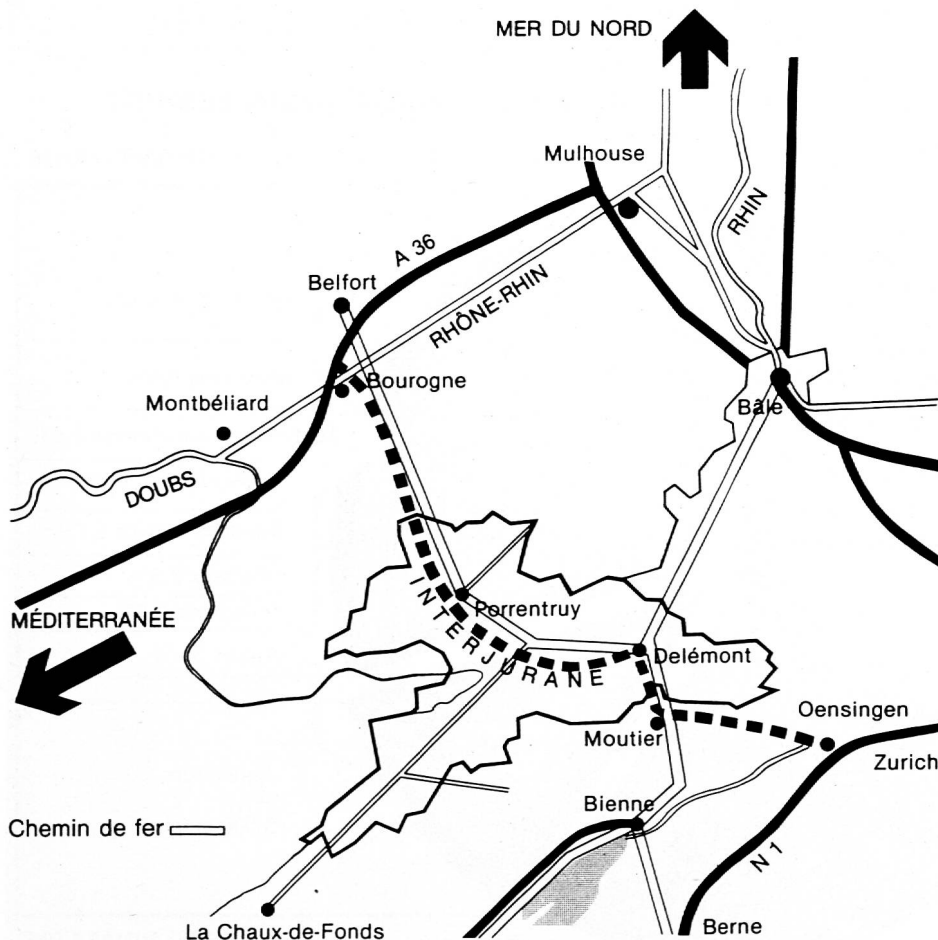 MER DU NORD
Mulhouse
RHIN
A 36
Belfort
RHÔNE-RHIN
Bourogne
Montbéliard
Bâle
DOUBS
MÉDITERRANÉE
Porrentruy
INTERJURANE
Delémont
Oensingen
Moutier
Zurich
Bienne
Chemin de fer
N 1
La Chaux-de-Fonds
Berne